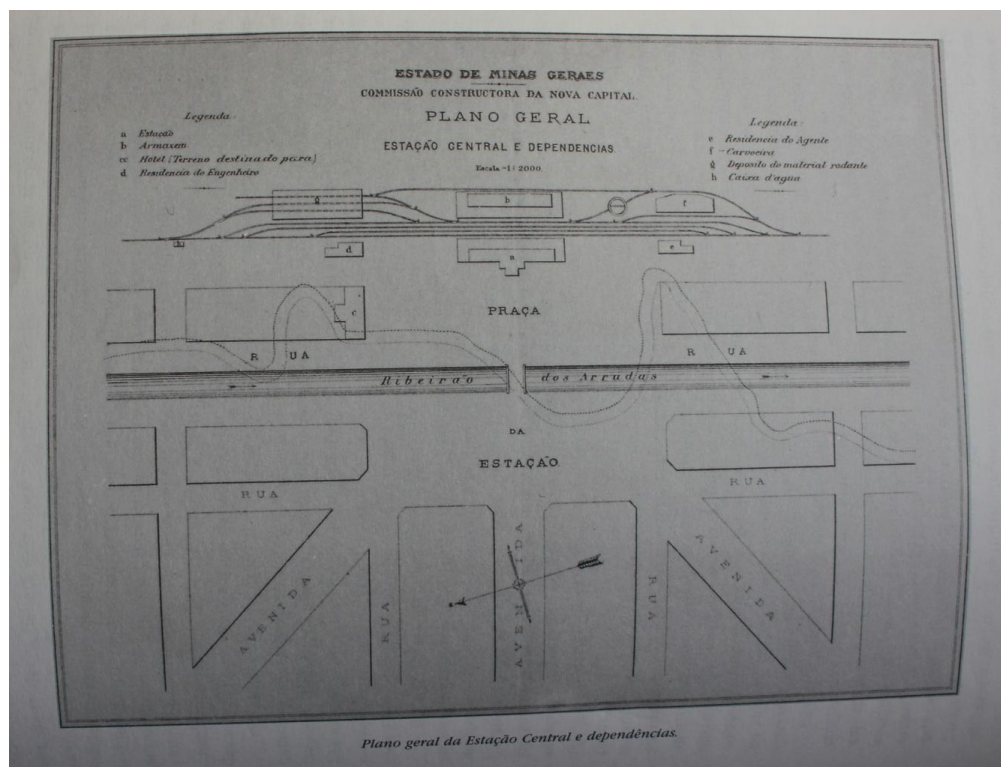 ESTADO DE MINAS GERAES
COMMISSÃO CONSTRUCTORA DA NOVA CAPITAL
PLANO GERAL
ESTAÇÃO CENTRAL E DEPENDENCIAS
Escala = 1:2000
Legenda:
a Estação
b Armazem
cc Hotel (Terreno destinado para)
d Residencia do Engenheiro
Legenda:
e Residencia do Agente
f Carvoeira
g Deposito do material rodante
h Caixa d'agua
g
b
f
h
d
a
e
c
PRAÇA
RUA
RUA
Ribeirão dos Arrudas
DA
ESTAÇÃO
RUA
RUA
AVENIDA
RUA
AVENIDA
RUA
AVENIDA
Plano geral da Estação Central e dependências.